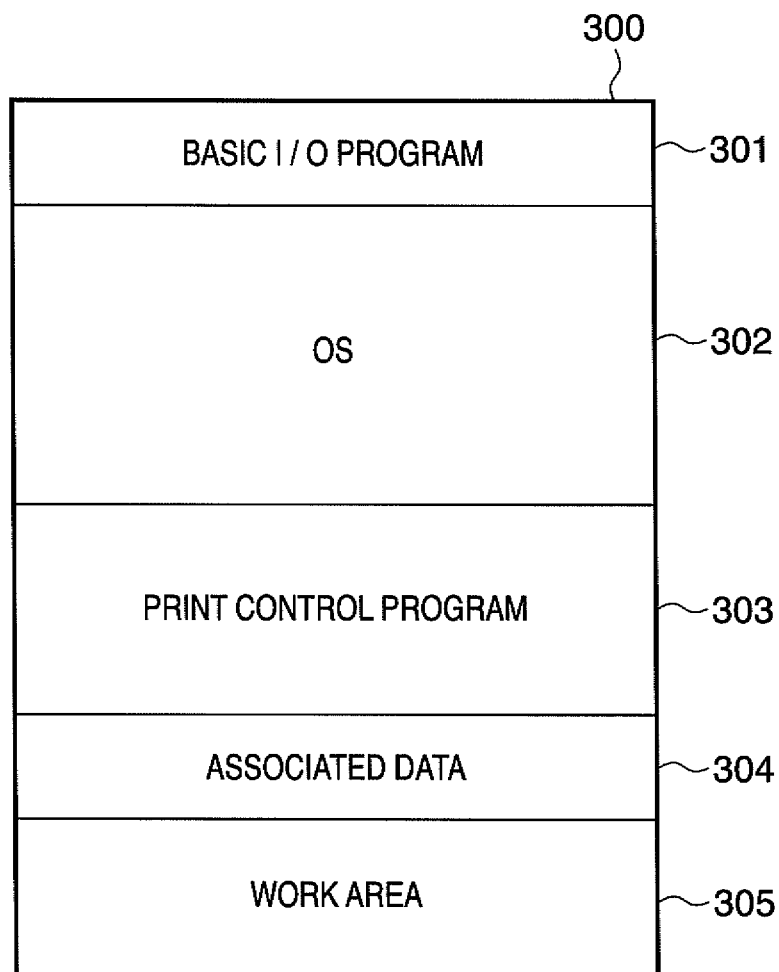 300
BASIC I / O PROGRAM
301
OS
302
PRINT CONTROL PROGRAM
303
ASSOCIATED DATA
304
WORK AREA
305